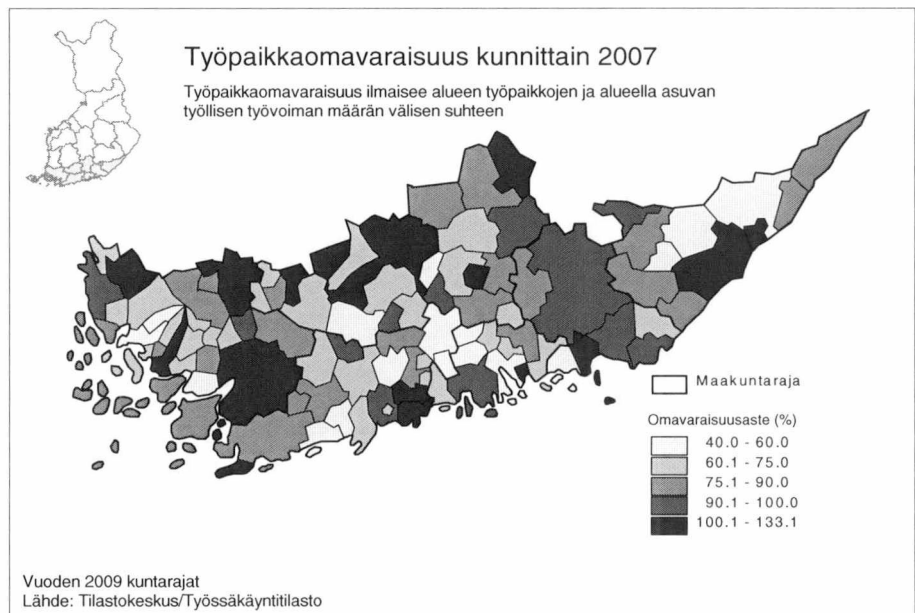 Työpaikkaomavaraisuus kunnittain 2007
Työpaikkaomavaraisuus ilmaisee alueen työpaikkojen ja alueella asuvan
työllisen työvoiman määrän välisen suhteen
Maakuntaraja
Omavaraisuusaste (%)
40.0 - 60.0
60.1 - 75.0
75.1 - 90.0
90.1 - 100.0
100.1 - 133.1
Vuoden 2009 kuntarajat
Lähde: Tilastokeskus/Työssäkäyntitilasto